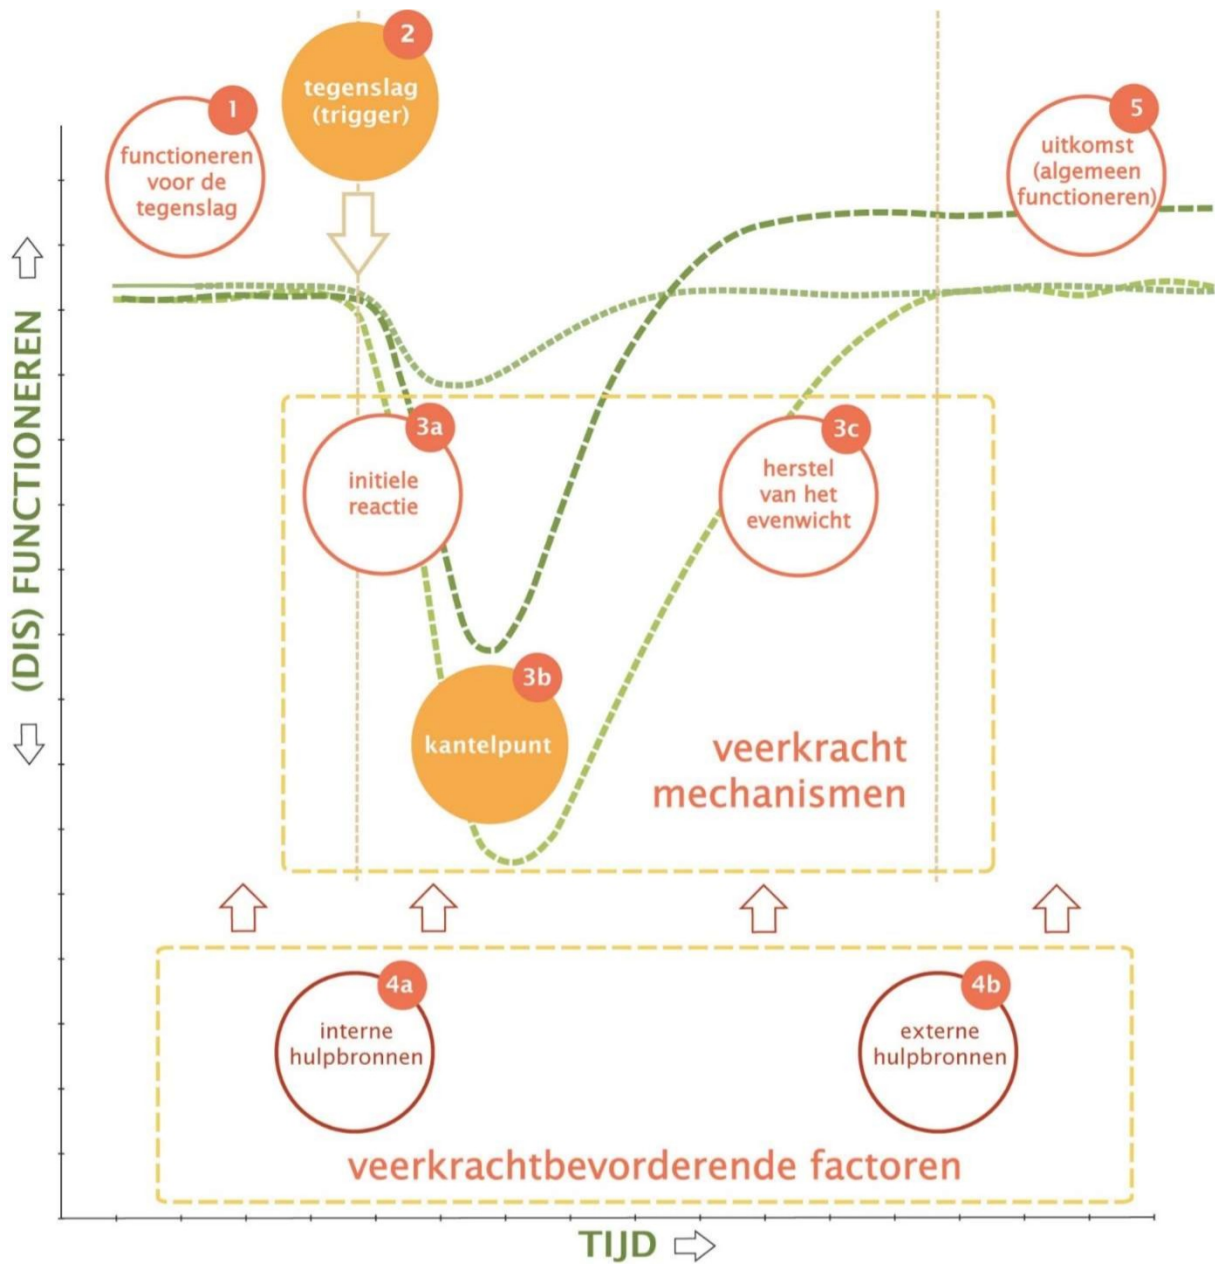 2
tegenslag
(trigger)
1
functioneren
voor de
tegenslag
5
uitkomst
(algemeen
functioneren)
(DIS) FUNCTIONEREN
3a
initiele
reactie
3c
herstel
van het
evenwicht
3b
kantelpunt
veerkracht
mechanismen
4a
interne
hulpbronnen
4b
externe
hulpbronnen
veerkrachtbevorderende factoren
TIJD